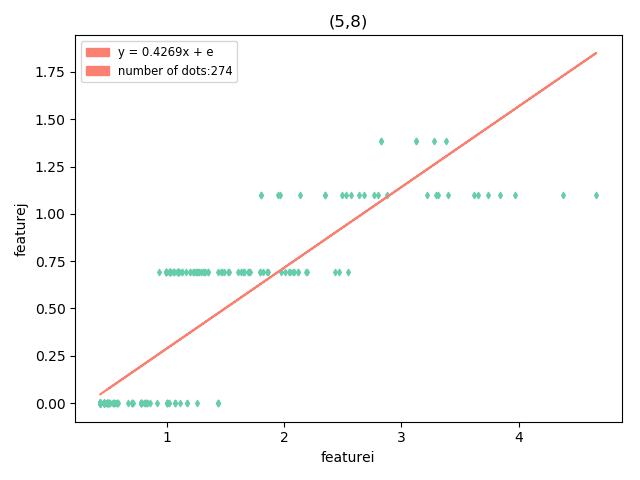 (5,8)
y = 0.4269x + e
number of dots:274
1.75
1.50
1.25
1.00
0.75
0.50
0.25
0.00
featurej
1 2 3 4
featurei